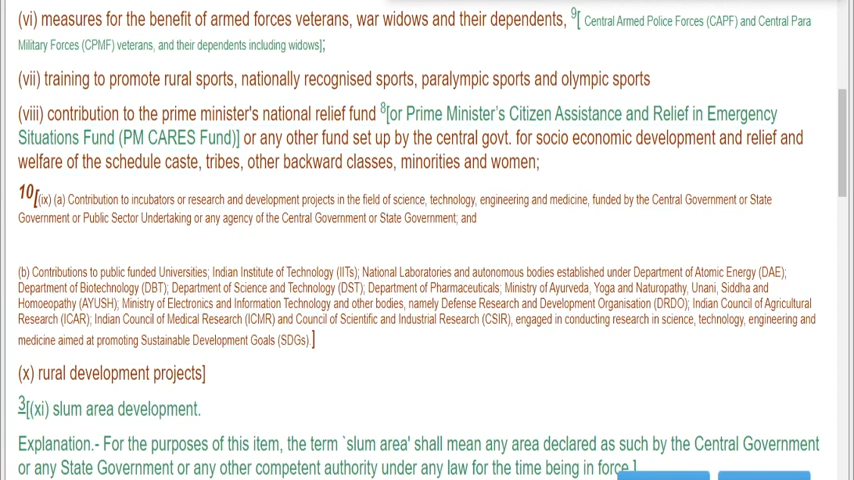 (vi) measures for the benefit of armed forces veterans, war widows and their dependents, 9[ Central Armed Police Forces (CAPF) and Central Para
Military Forces (CPMF) veterans, and their dependents including widows];
(vii) training to promote rural sports, nationally recognised sports, paralympic sports and olympic sports
(viii) contribution to the prime minister's national relief fund 8[or Prime Minister's Citizen Assistance and Relief in Emergency
Situations Fund (PM CARES Fund)] or any other fund set up by the central govt. for socio economic development and relief and
welfare of the schedule caste, tribes, other backward classes, minorities and women;
10[(ix) (a) Contribution to incubators or research and development projects in the field of science, technology, engineering and medicine, funded by the Central Government or State
Government or Public Sector Undertaking or any agency of the Central Government or State Government; and
(b) Contributions to public funded Universities; Indian Institute of Technology (IITs); National Laboratories and autonomous bodies established under Department of Atomic Energy (DAE);
Department of Biotechnology (DBT); Department of Science and Technology (DST); Department of Pharmaceuticals; Ministry of Ayurveda, Yoga and Naturopathy, Unani, Siddha and
Homoeopathy (AYUSH); Ministry of Electronics and Information Technology and other bodies, namely Defense Research and Development Organisation (DRDO); Indian Council of Agricultural
Research (ICAR); Indian Council of Medical Research (ICMR) and Council of Scientific and Industrial Research (CSIR), engaged in conducting research in science, technology, engineering and
medicine aimed at promoting Sustainable Development Goals (SDGs).]
(x) rural development projects]
3[(xi) slum area development.
Explanation.- For the purposes of this item, the term `slum area' shall mean any area declared as such by the Central Government
or any State Government or any other competent authority under any law for the time being in force.]